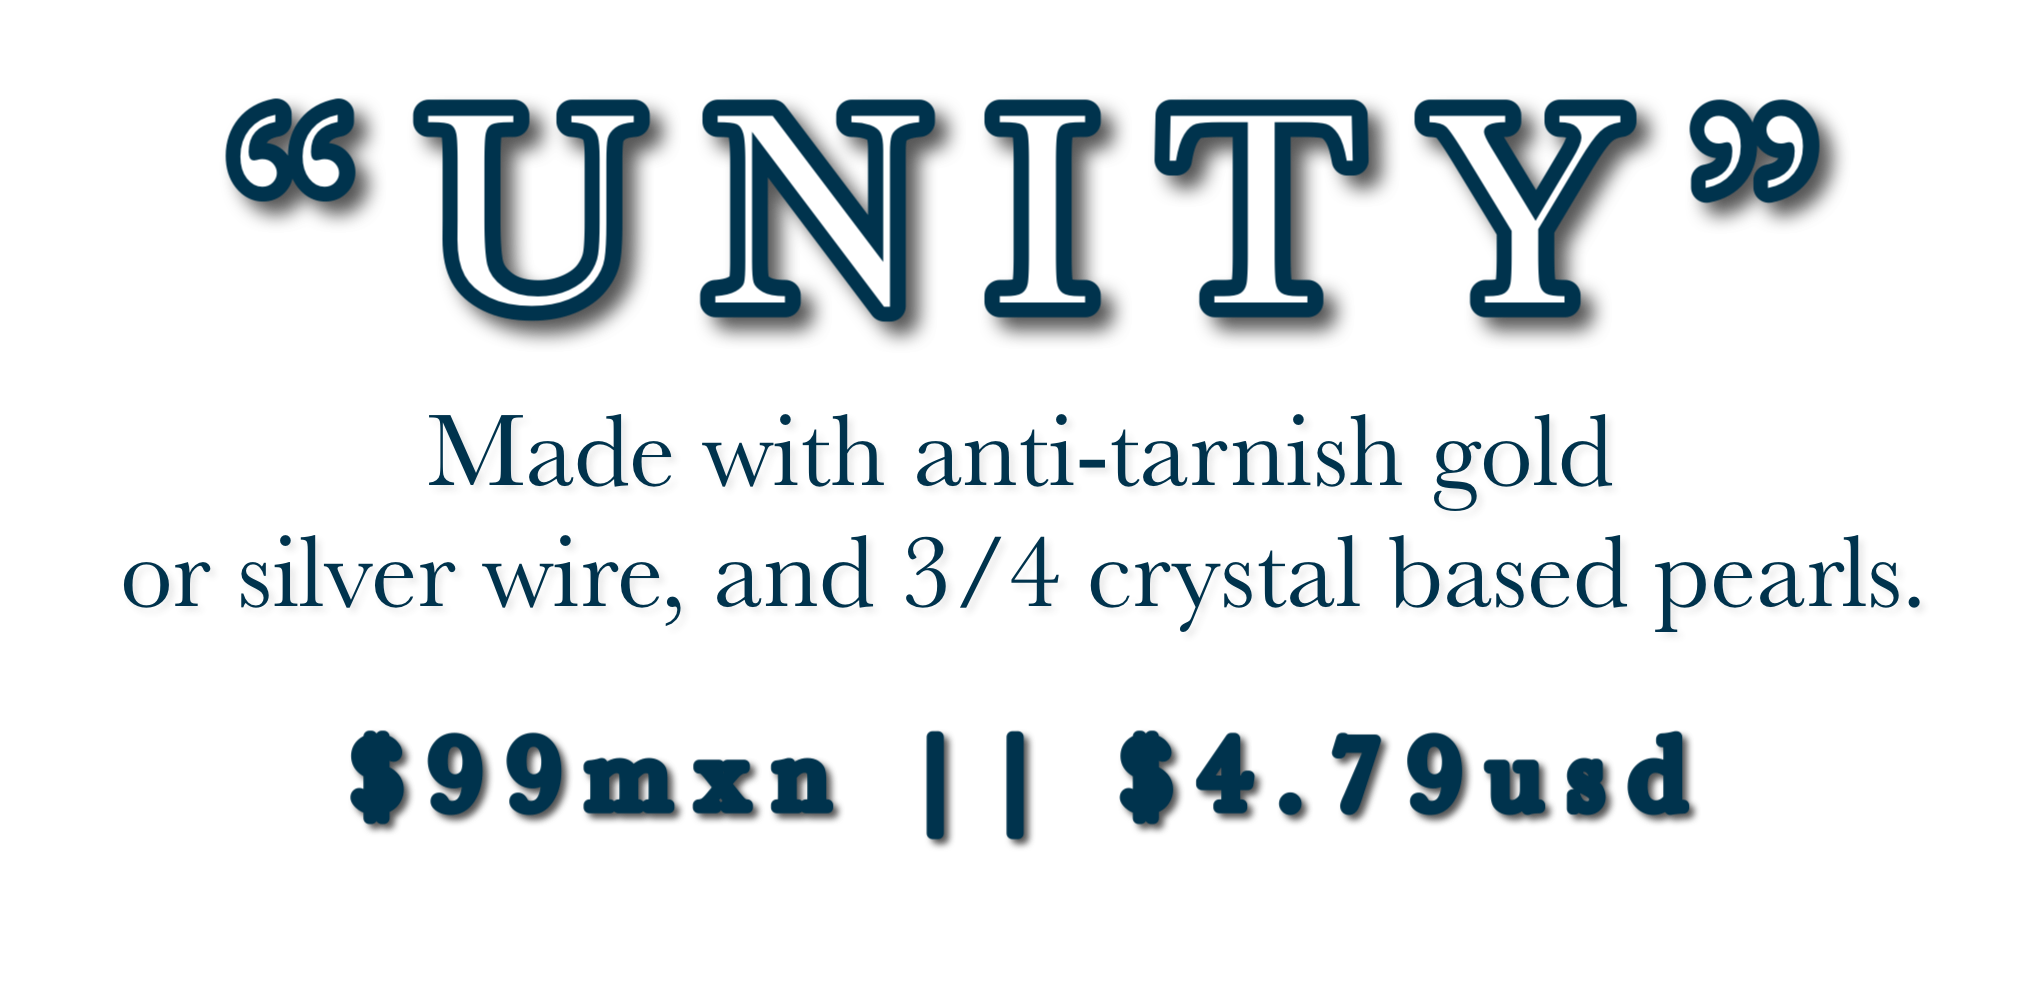 “UNITY”
Made with anti-tarnish gold
or silver wire, and 3/4 crystal based pearls.
$99mxn || $4.79usd